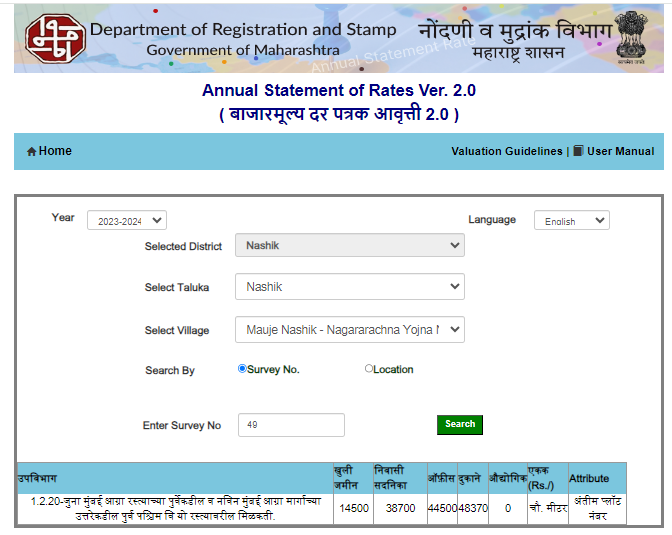 Department of Registration and Stamp
Government of Maharashtra
नोंदणी व मुद्रांक विभाग
महाराष्ट्र शासन
Annual Statement Rate
Annual Statement of Rates Ver. 2.0
( बाजारमूल्य दर पत्रक आवृत्ती 2.0 )
Home
Valuation Guidelines | User Manual
Year 2023-2024 Language English
Selected District Nashik
Select Taluka Nashik
Select Village Mauje Nashik - Nagararachna Yojna
Search By Survey No. Location
Enter Survey No 49 Search
उपविभाग खुली जमीन निवासी सदनिका ऑफ़ीस दुकाने औद्योगिक एकक (Rs./) Attribute
1.2.20-जुना मुंबई आग्रा रस्त्याच्या पुर्वेकडील व नविन मुंबई आग्रा मार्गाच्या
उत्तरेकडील पुर्व पश्चिम वि यो रस्त्यावरील मिळकती.
14500 38700 44500 48370 0 चौ. मीटर अंतीम प्लॉट नंबर